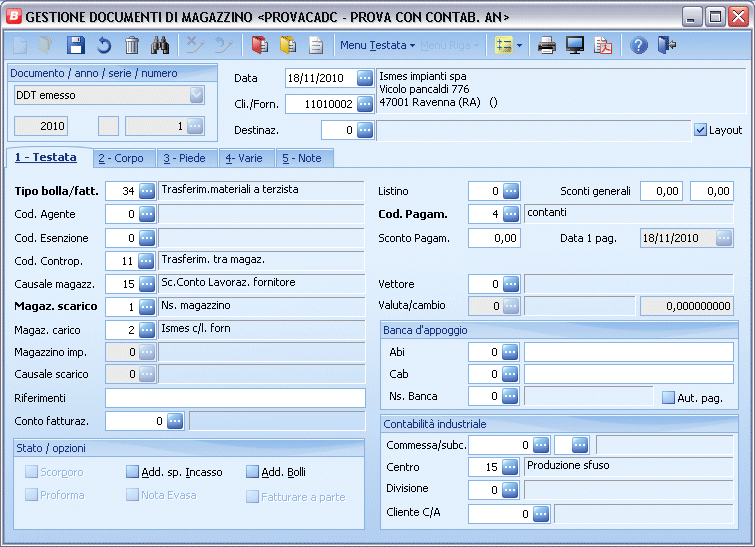 GESTIONE DOCUMENTI DI MAGAZZINO <PROVACADC - PROVA CON CONTAB. AN>
Menu Testata Menu Riga
Documento / anno / serie / numero
DDT emesso
2010 1
Data 18/11/2010
Ismes impianti spa
Vicolo pancaldi 776
47001 Ravenna (RA) ()
Cli./Forn. 11010002
Destinaz. 0 Layout
1 - Testata 2 - Corpo 3 - Piede 4- Varie 5 - Note
Tipo bolla/fatt. 34 Trasferim.materiali a terzista
Cod. Agente 0
Cod. Esenzione 0
Cod. Controp. 11 Trasferim. tra magaz.
Causale magazz. 15 Sc.Conto Lavoraz. fornitore
Magaz. scarico 1 Ns. magazzino
Magaz. carico 2 Ismes c/l. forn
Magazzino imp. 0
Causale scarico 0
Riferimenti
Conto fatturaz. 0
Stato / opzioni
Scorporo Add. sp. Incasso Add. Bolli
Proforma Nota Evasa Fatturare a parte
Listino 0 Sconti generali 0,00 0,00
Cod. Pagam. 4 contanti
Sconto Pagam. 0,00 Data 1 pag. 18/11/2010
Vettore 0
Valuta/cambio 0 0,000000000
Banca d'appoggio
Abi 0
Cab 0
Ns. Banca 0 Aut. pag.
Contabilità industriale
Commessa/subc. 0
Centro 15 Produzione sfuso
Divisione 0
Cliente C/A 0